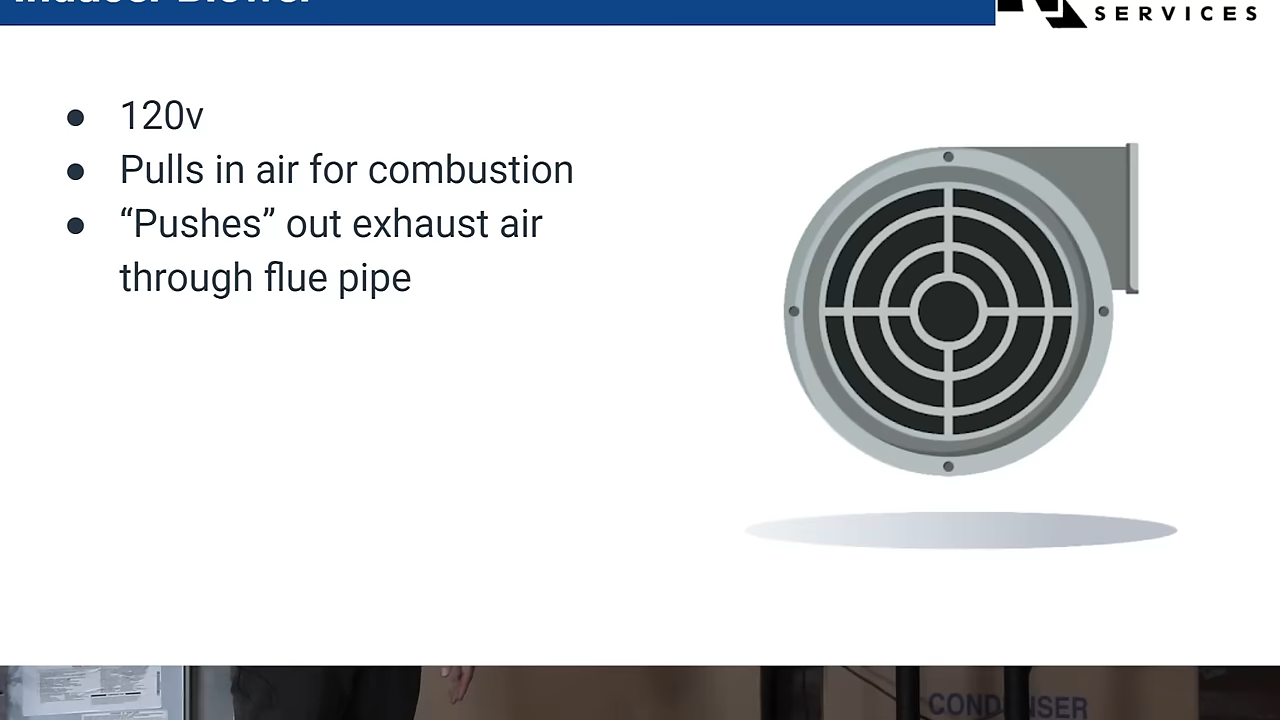 Inducer Blower
SERVICES
120v
Pulls in air for combustion
“Pushes” out exhaust air
through flue pipe
CONDENSER